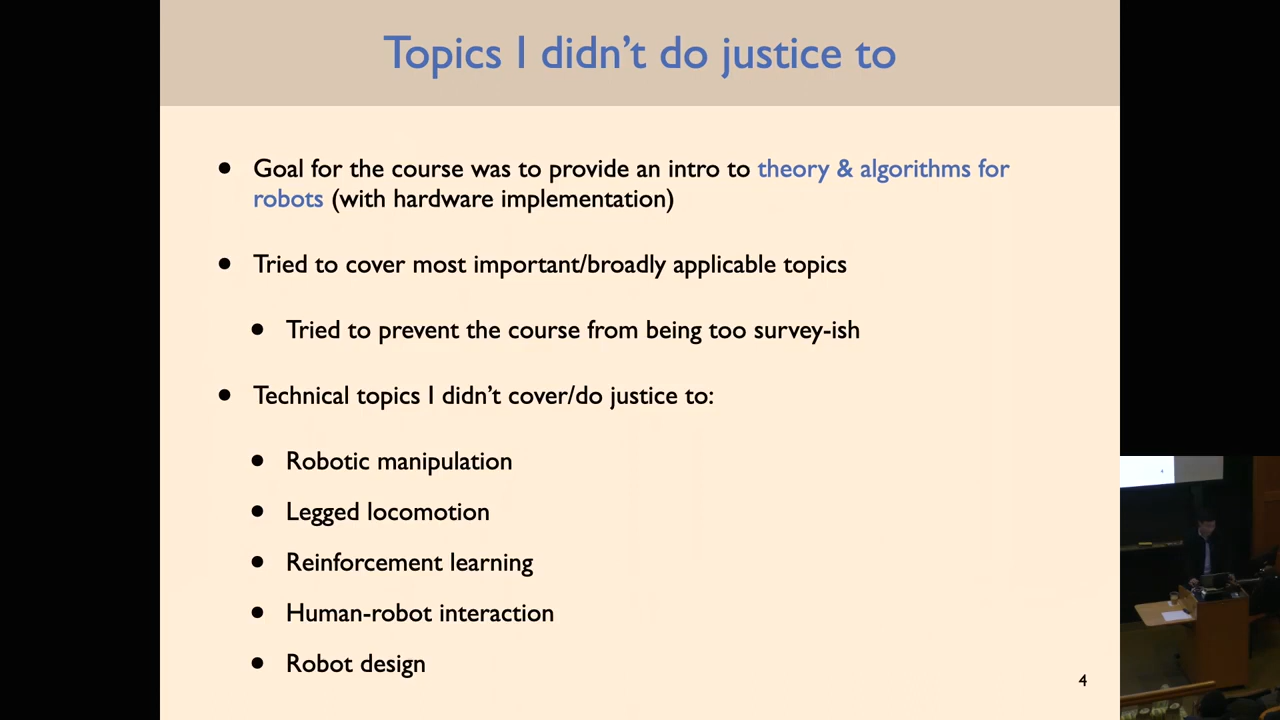 Topics I didn't do justice to
• Goal for the course was to provide an intro to theory & algorithms for
robots (with hardware implementation)
• Tried to cover most important/broadly applicable topics
• Tried to prevent the course from being too survey-ish
• Technical topics I didn't cover/do justice to:
• Robotic manipulation
• Legged locomotion
• Reinforcement learning
• Human-robot interaction
• Robot design
4